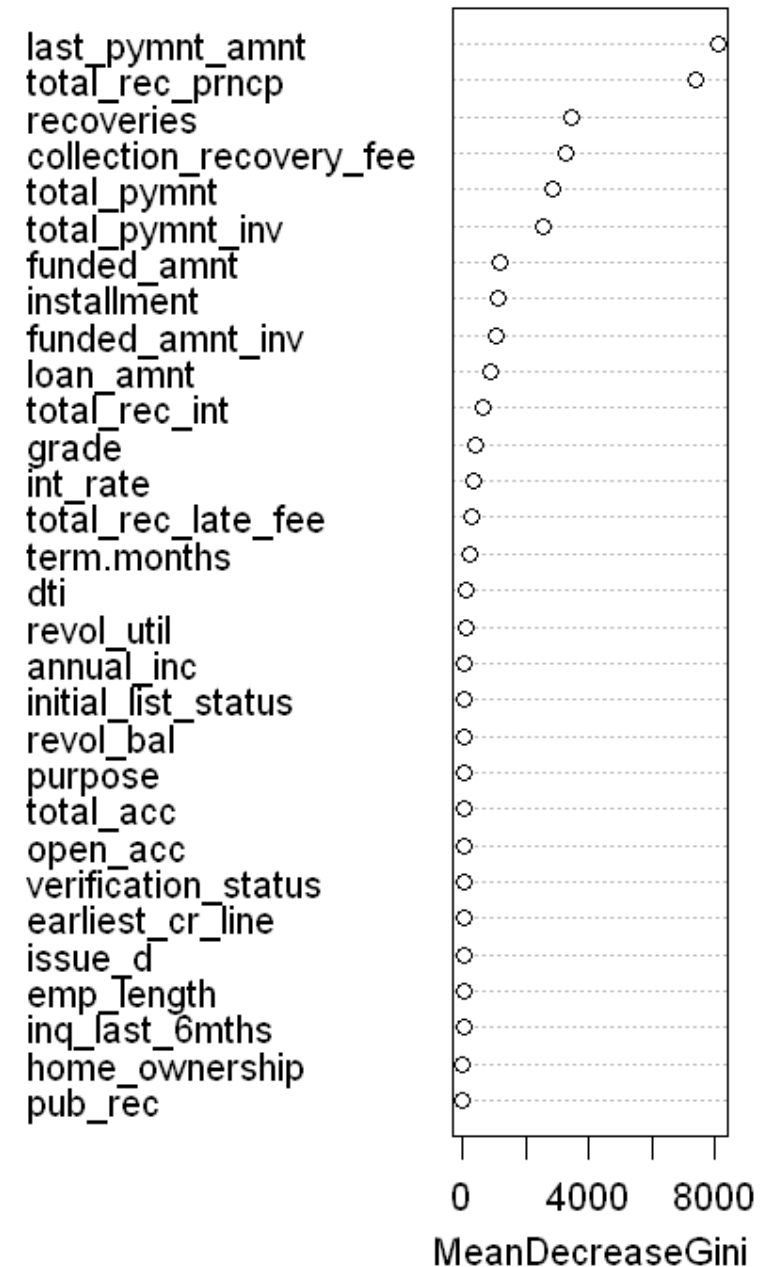 last_pymnt_amnt
total_rec_prncp
recoveries
collection_recovery_fee
total_pymnt
total_pymnt_inv
funded_amnt
installment
funded_amnt_inv
loan_amnt
total_rec_int
grade
int_rate
total_rec_late_fee
term.months
dti
revol_util
annual_inc
initial_list_status
revol_bal
purpose
total_acc
open_acc
verification_status
earliest_cr_line
issue_d
emp_length
inq_last_6mths
home_ownership
pub_rec
0 4000 8000
MeanDecreaseGini